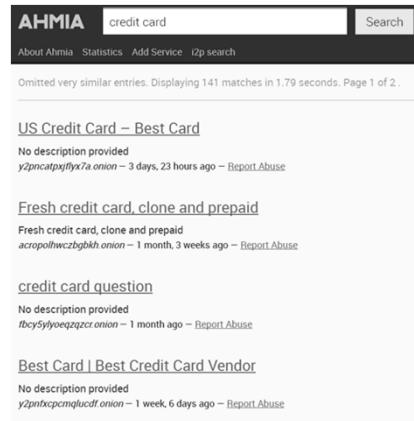 AHMIA credit card Search
About Ahmia Statistics Add Service i2p search
Omitted very similar entries. Displaying 141 matches in 1.79 seconds. Page 1 of 2 .
US Credit Card – Best Card
No description provided
y2pncatpxjflyx7a.onion – 3 days, 23 hours ago – Report Abuse
Fresh credit card, clone and prepaid
Fresh credit card, clone and prepaid
acropolhwczbgbkh.onion – 1 month, 3 weeks ago – Report Abuse
credit card question
No description provided
fbcy5ylyoeqzqzcr.onion – 1 month ago – Report Abuse
Best Card | Best Credit Card Vendor
No description provided
y2pnfxcpcmqlucdf.onion – 1 week, 6 days ago – Report Abuse